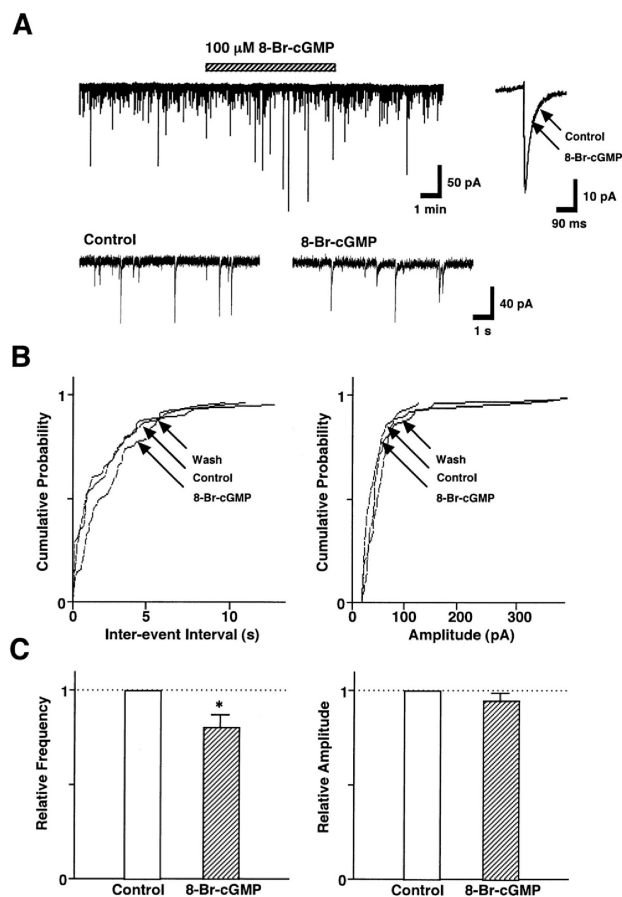 A
100 μM 8-Br-cGMP
50 pA
1 min
Control
8-Br-cGMP
10 pA
90 ms
Control
8-Br-cGMP
40 pA
1 s
B
Cumulative Probability
1
0
0
5
10
Inter-event Interval (s)
Wash
Control
8-Br-cGMP
Cumulative Probability
1
0
100
200
300
Amplitude (pA)
Wash
Control
8-Br-cGMP
C
Relative Frequency
1
0
*
Control
8-Br-cGMP
Relative Amplitude
1
0
Control
8-Br-cGMP